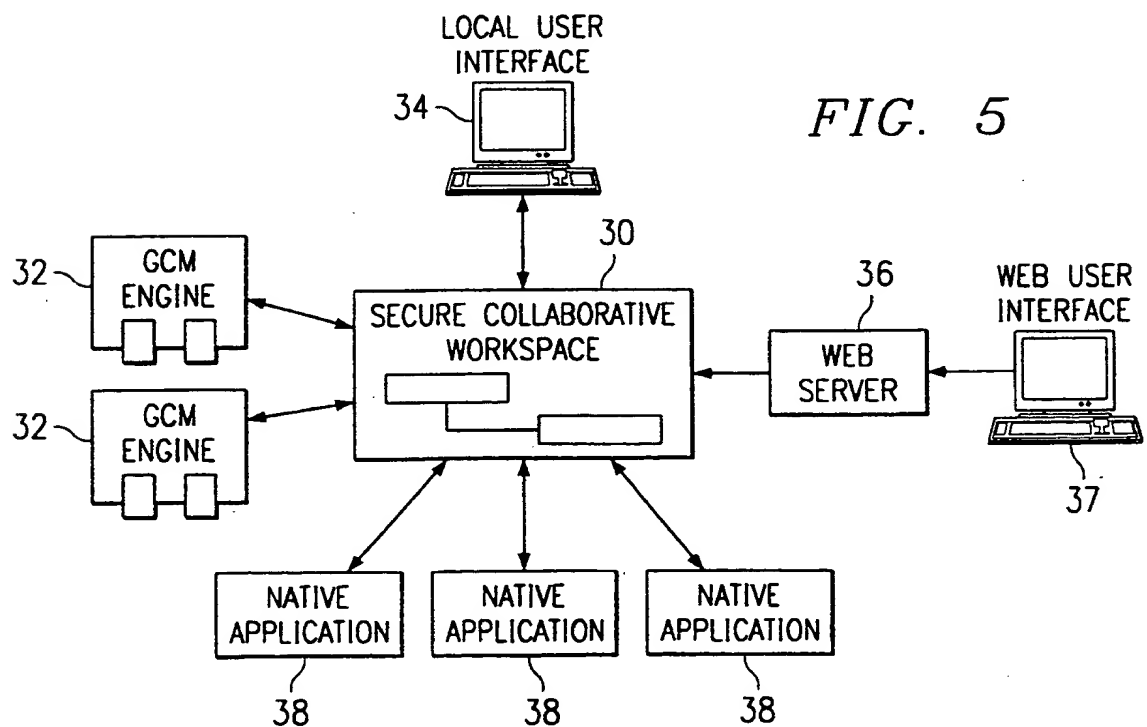 LOCAL USER
INTERFACE
34
FIG. 5
30
32
GCM
ENGINE
SECURE COLLABORATIVE
WORKSPACE
36
WEB
SERVER
WEB USER
INTERFACE
37
32
GCM
ENGINE
NATIVE
APPLICATION
38
NATIVE
APPLICATION
38
NATIVE
APPLICATION
38